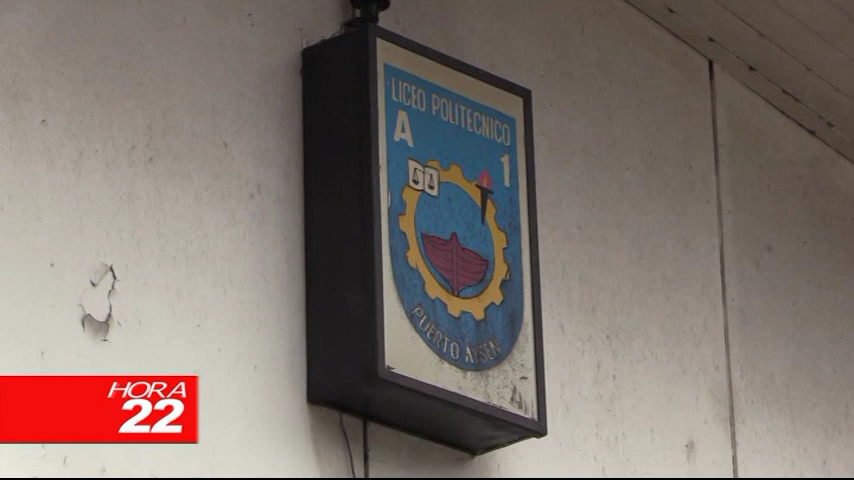 LICEO POLITECNICO
A 1
PUERTO AYSEN
HORA
22